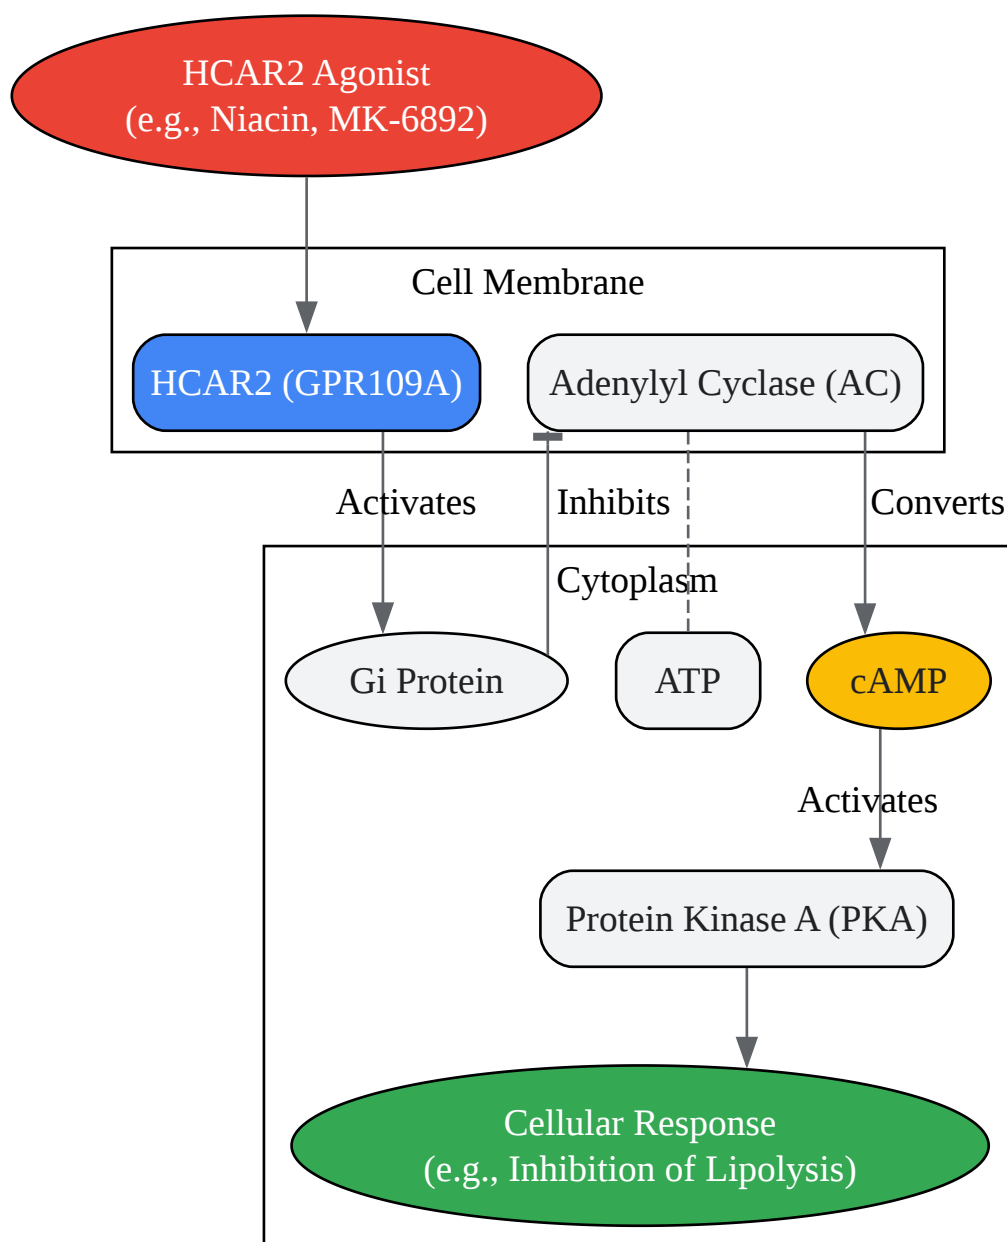 HCAR2 Agonist
(e.g., Niacin, MK-6892)
Cell Membrane
HCAR2 (GPR109A)
Adenylyl Cyclase (AC)
Activates
Inhibits
Converts
Cytoplasm
Gi Protein
ATP
cAMP
Activates
Protein Kinase A (PKA)
Cellular Response
(e.g., Inhibition of Lipolysis)